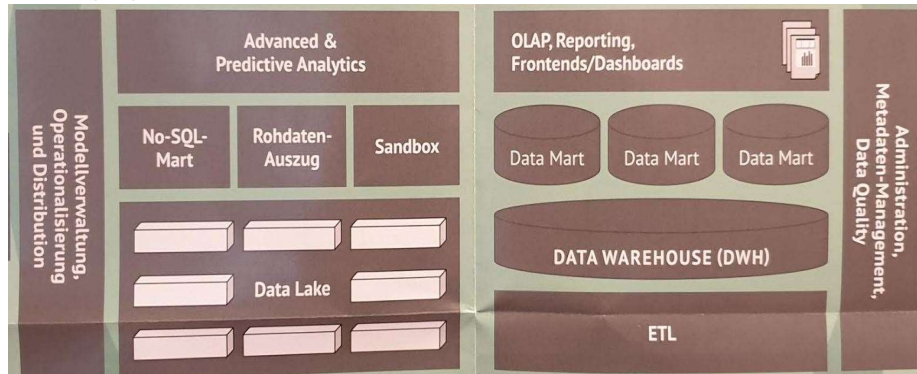 Modellverwaltung,
Operationalisierung
und Distribution
Advanced &
Predictive Analytics
No-SQL-
Mart
Rohdaten-
Auszug
Sandbox
Data Lake
OLAP, Reporting,
Frontends/Dashboards
Data Mart
Data Mart
Data Mart
DATA WAREHOUSE (DWH)
ETL
Administration,
Metadaten-Management,
Data Quality